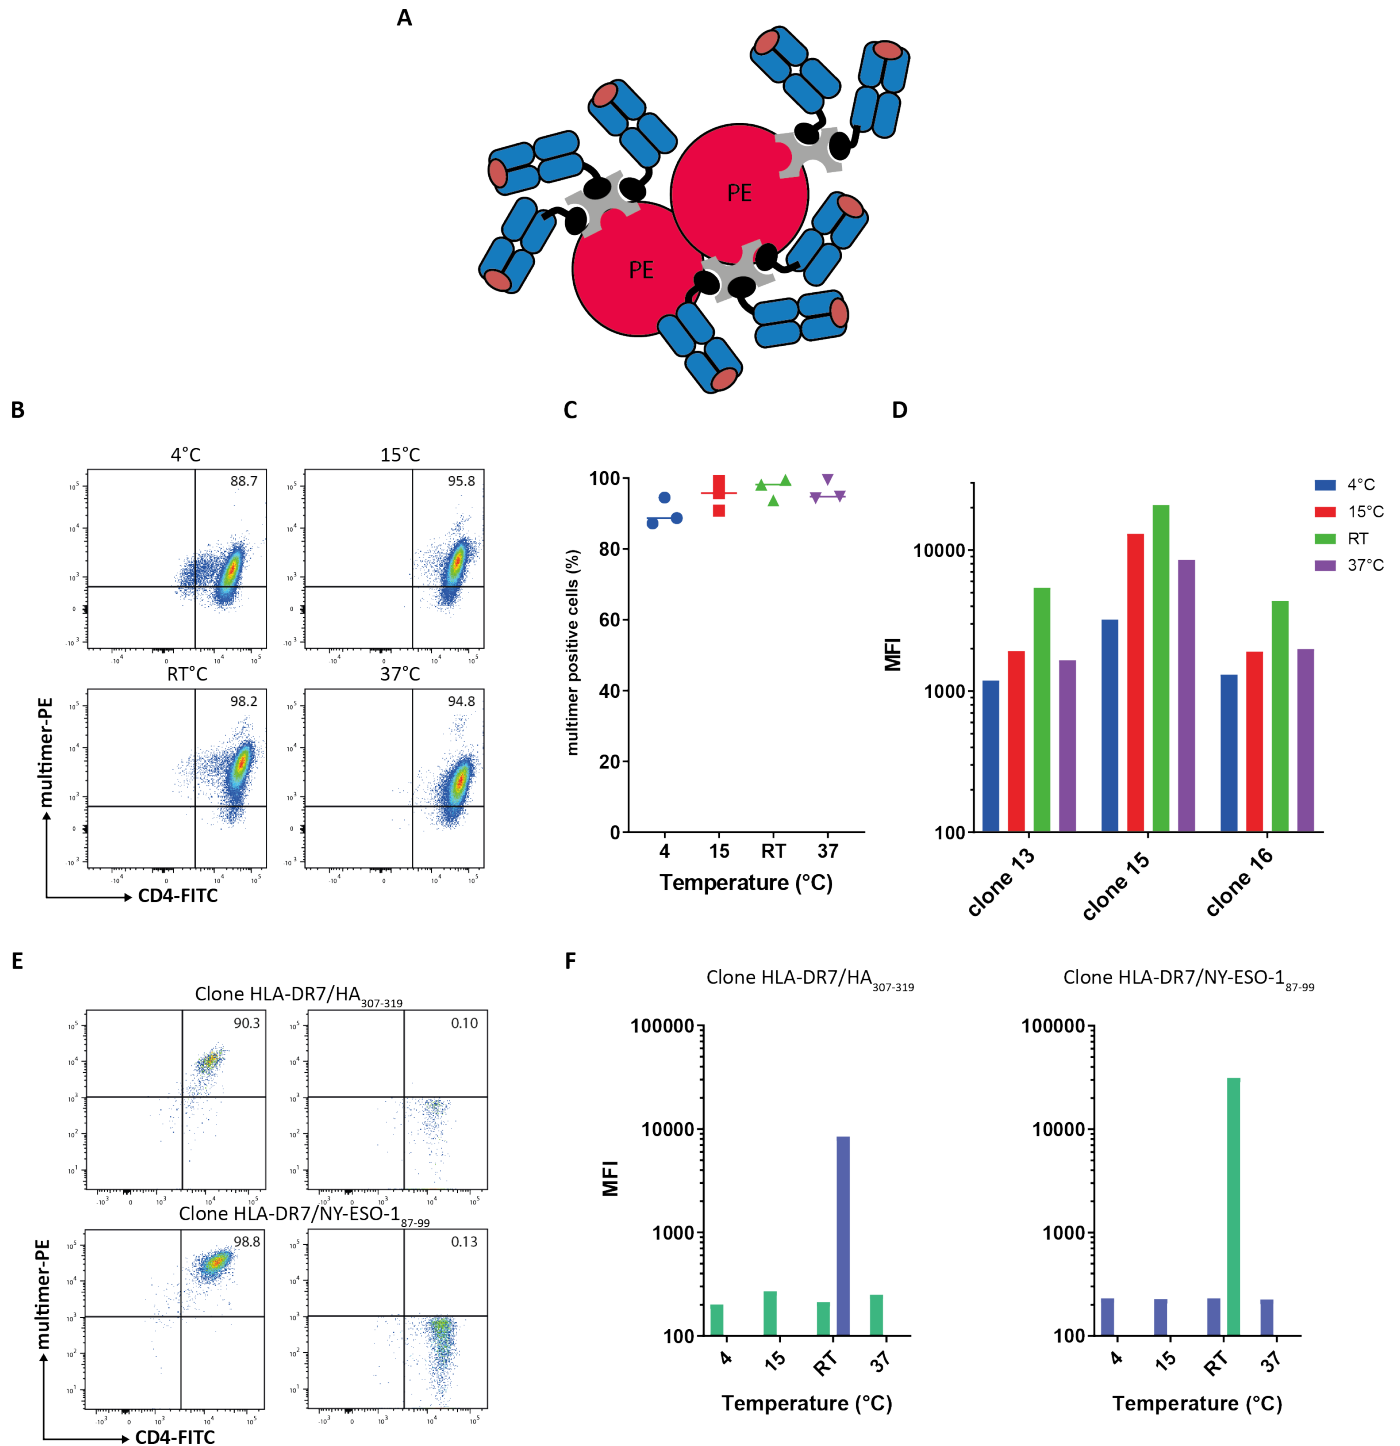 A
PE
PE
B
4°C
88.7
15°C
95.8
RT°C
98.2
37°C
94.8
multimer-PE
CD4-FITC
C
multimer positive cells (%)
100
80
60
40
20
0
4 15 RT 37
Temperature (°C)
D
MFI
10000
1000
100
clone 13
clone 15
clone 16
4°C
15°C
RT
37°C
E
Clone HLA-DR7/HA307-319
90.3
0.10
Clone HLA-DR7/NY-ESO-187-99
98.8
0.13
multimer-PE
CD4-FITC
F
Clone HLA-DR7/HA307-319
MFI
100000
10000
1000
100
4 15 RT 37
Temperature (°C)
Clone HLA-DR7/NY-ESO-187-99
100000
10000
1000
100
4 15 RT 37
Temperature (°C)